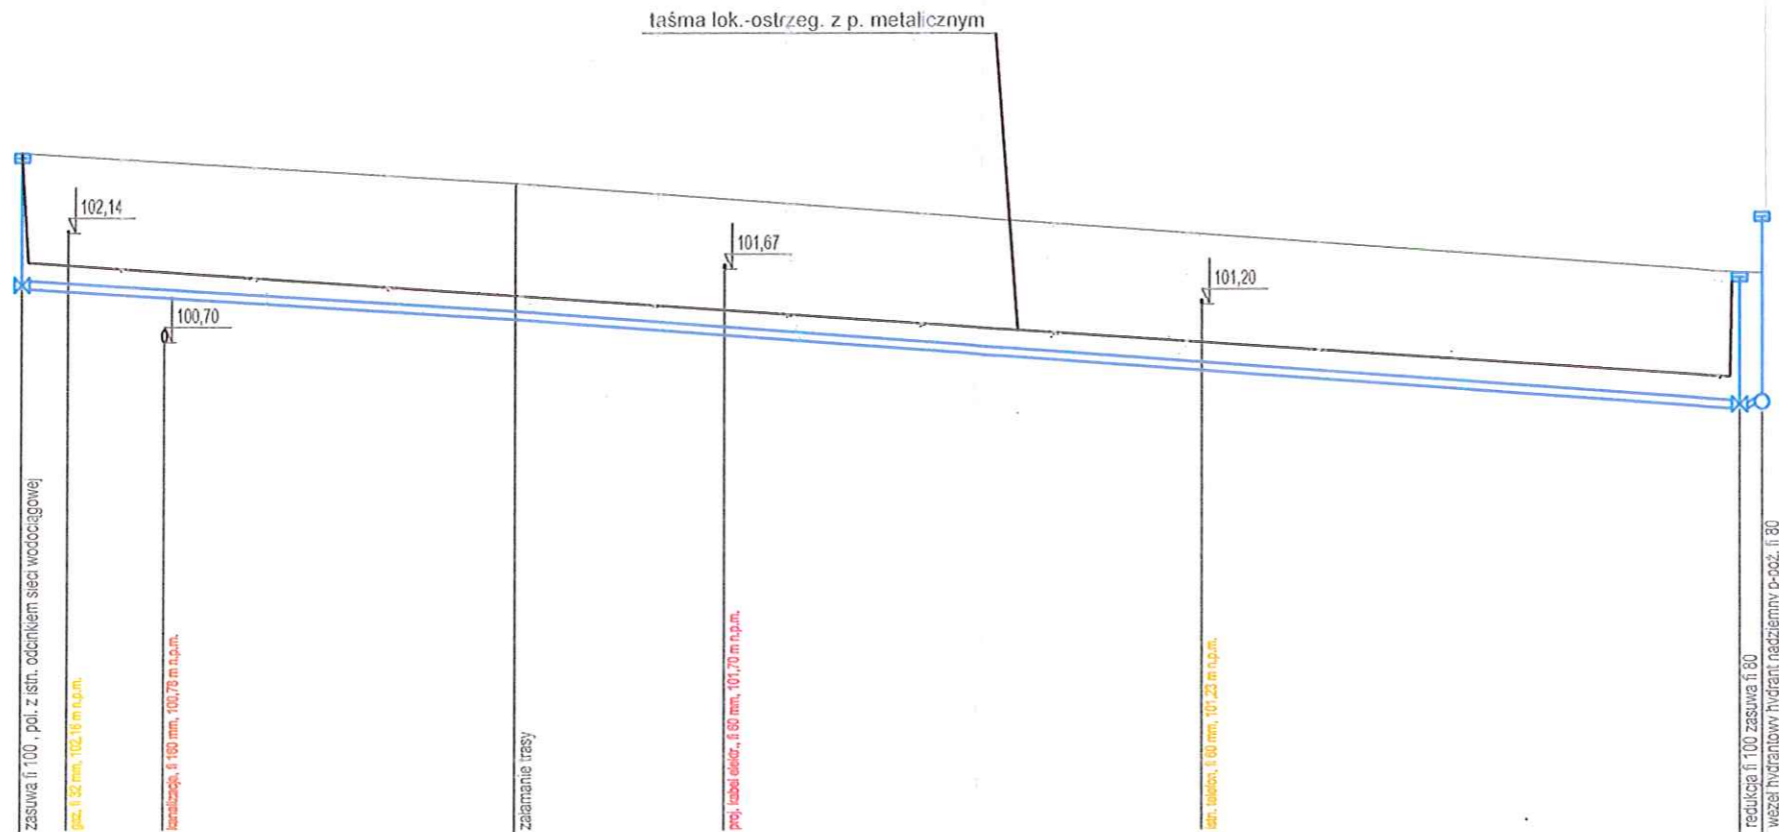 taśma lok.-ostrzeg. z p. metalicznym
102,14
100,70
101,67
101,20
zasuwa fi 100 , poł. z istn. odcinkiem sieci wodociągowej
gaz, fi 32 mm, 102,16 m n.p.m.
kanalizacja, fi 160 mm, 100,78 m n.p.m.
załamanie trasy
proj. kabel elektr., fi 60 mm, 101,70 m n.p.m.
istn. telefon, fi 60 mm, 101,23 m n.p.m.
redukcja fi 100 zasuwa fi 80
węzeł hydrantowy hydrant nadziemny p-poż. fi 80